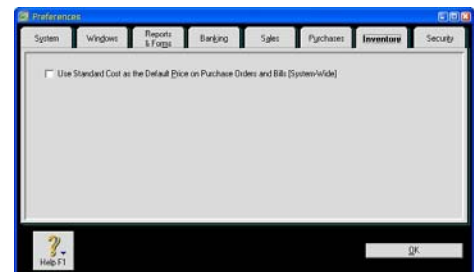 Preferences
System
Windows
Reports
& Forms
Banking
Sales
Purchases
Inventory
Security
Use Standard Cost as the Default Price on Purchase Orders and Bills [System-Wide]
Help F1
OK